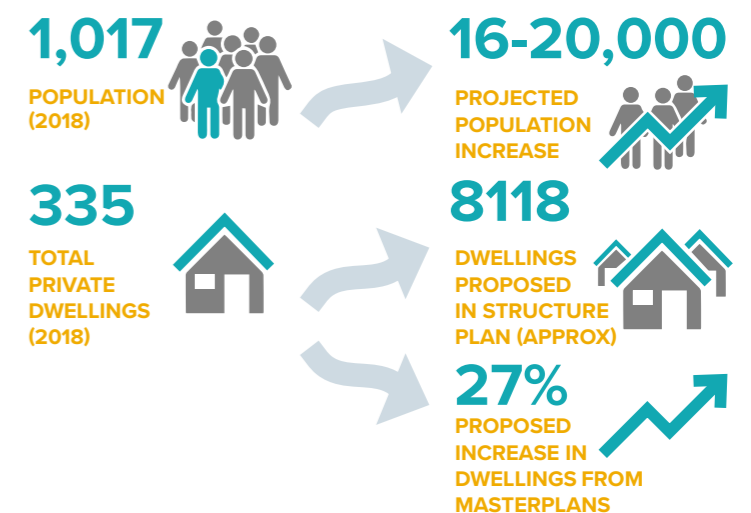 1,017
POPULATION
(2018)
16-20,000
PROJECTED
POPULATION
INCREASE
335
TOTAL
PRIVATE
DWELLINGS
(2018)
8118
DWELLINGS
PROPOSED
IN STRUCTURE
PLAN (APPROX)
27%
PROPOSED
INCREASE IN
DWELLINGS FROM
MASTERPLANS